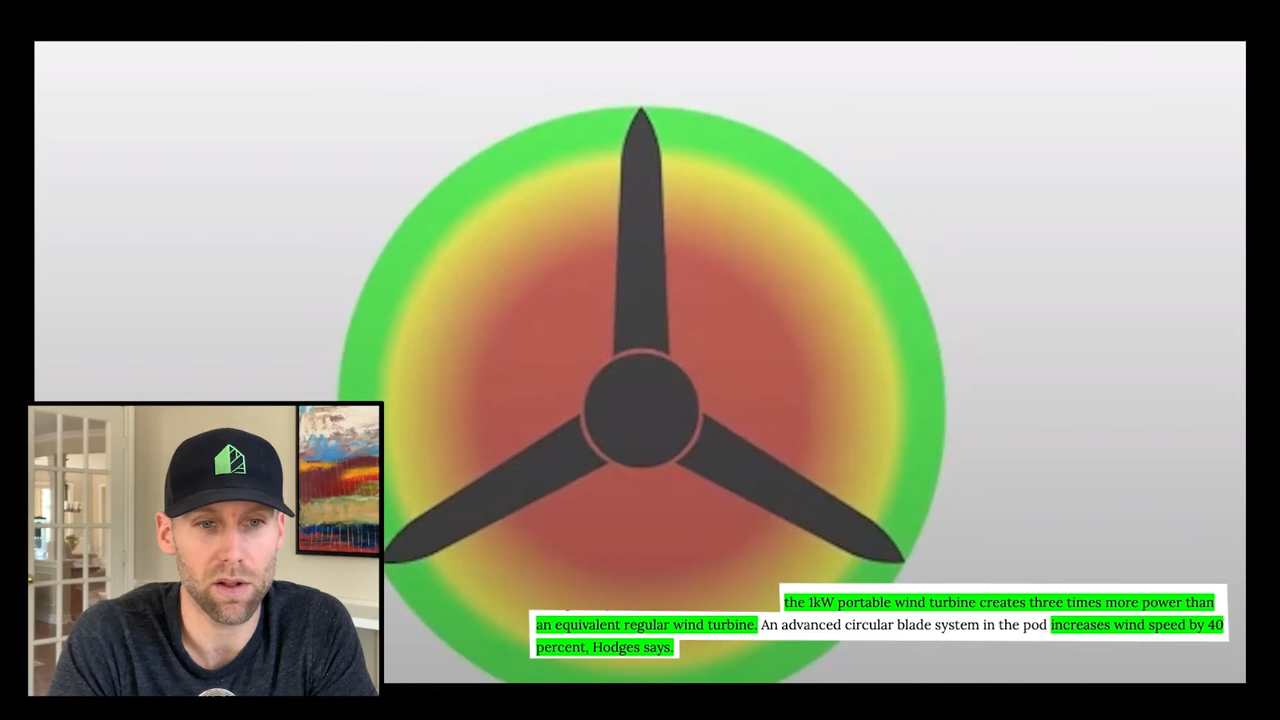 the 1kW portable wind turbine creates three times more power than
an equivalent regular wind turbine. An advanced circular blade system in the pod increases wind speed by 40
percent, Hodges says.